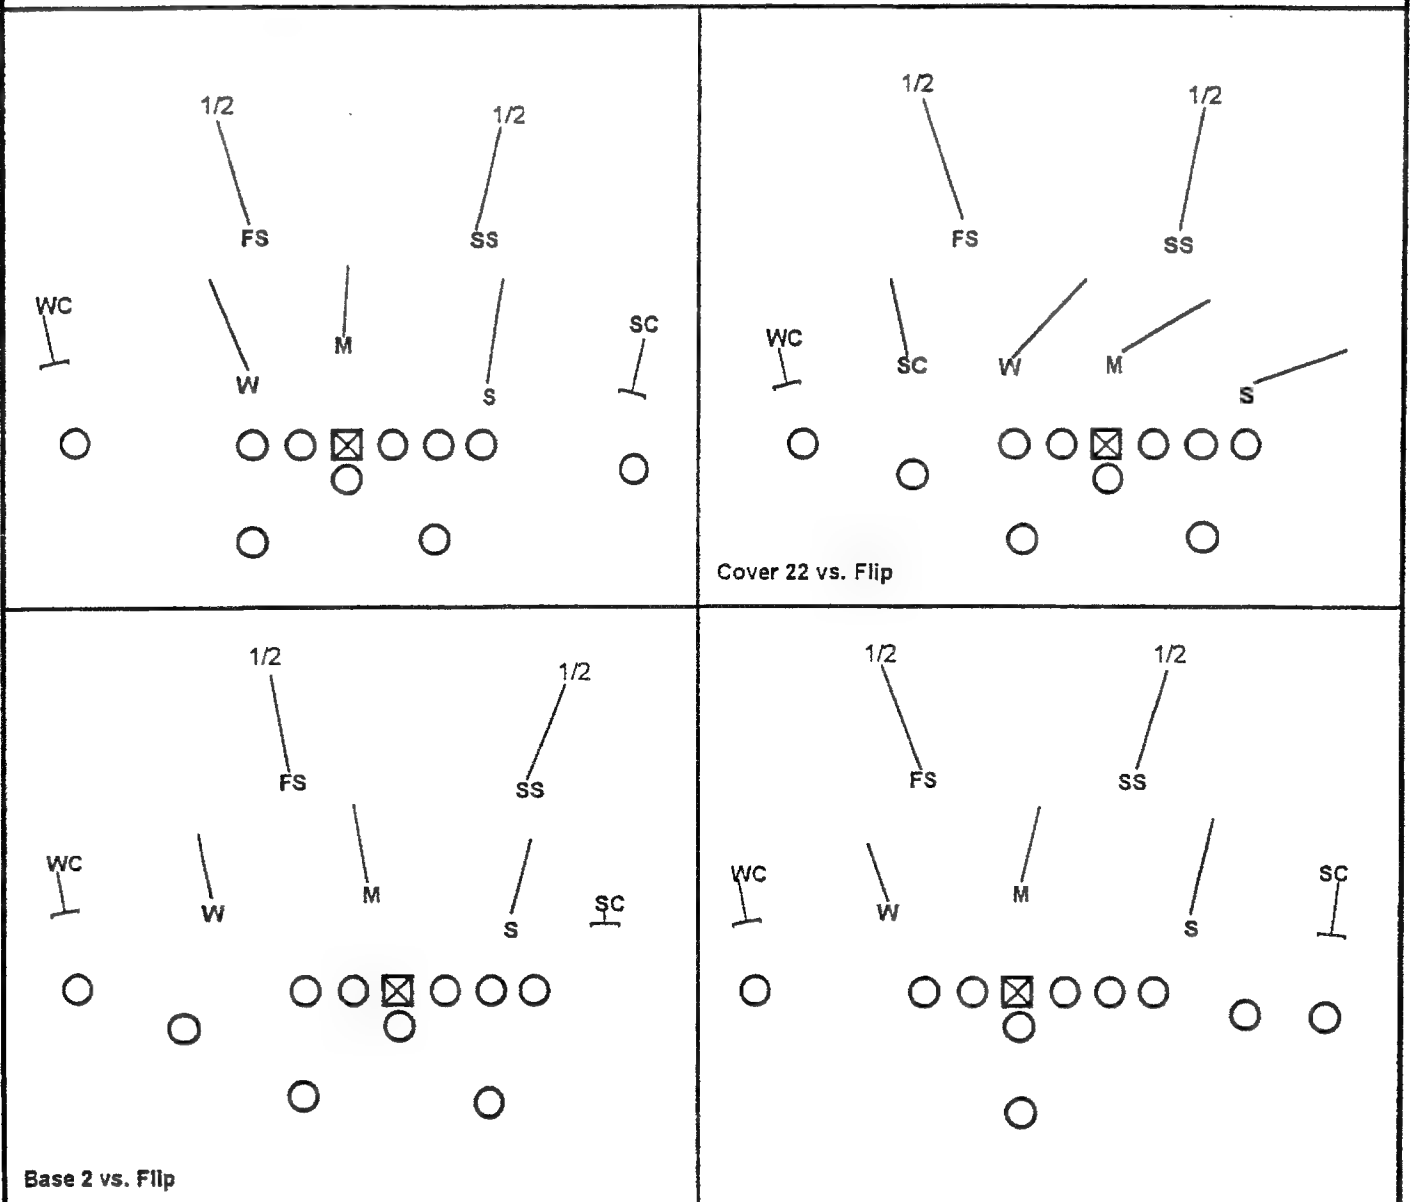 1/2 1/2
FS SS
WC SC
M
W S
1/2 1/2
FS SS
WC
SC W M
S
Cover 22 vs. Flip
1/2 1/2
FS SS
WC
M SC
W S
Base 2 vs. Flip
1/2 1/2
FS SS
WC SC
M
W S